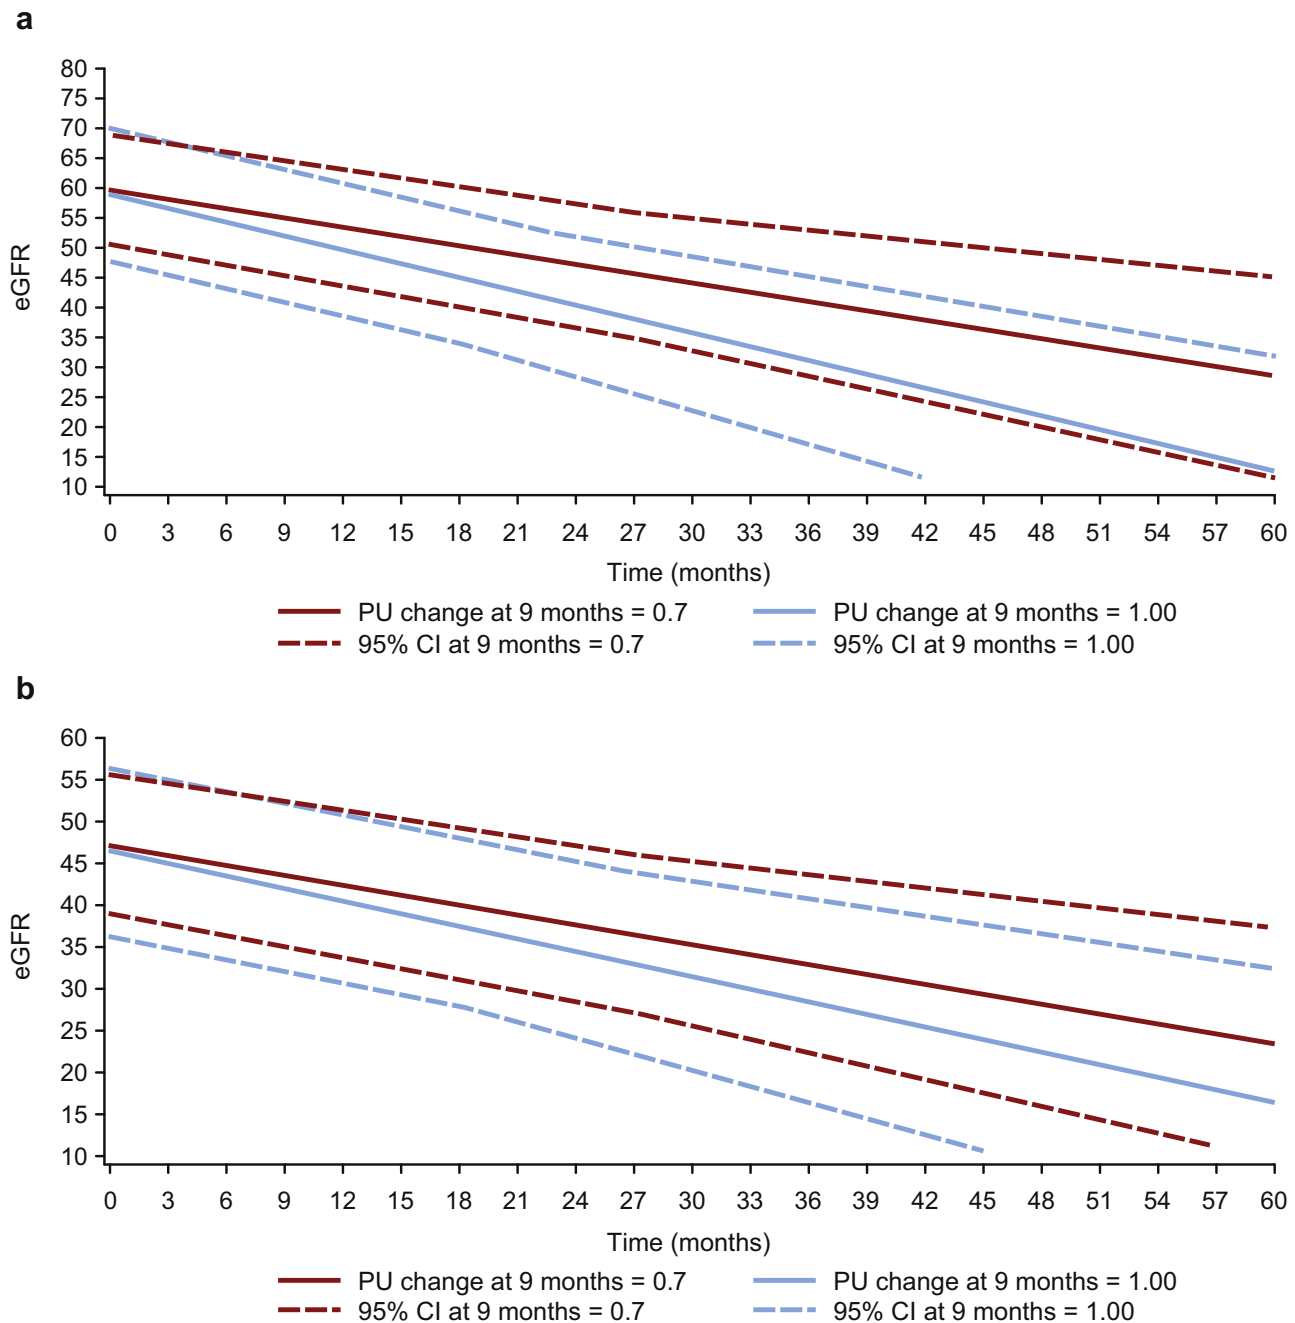 a
80
75
70
65
60
55
50
45
40
35
30
25
20
15
10
eGFR
0 3 6 9 12 15 18 21 24 27 30 33 36 39 42 45 48 51 54 57 60
Time (months)
PU change at 9 months = 0.7 PU change at 9 months = 1.00
95% CI at 9 months = 0.7 95% CI at 9 months = 1.00
b
60
55
50
45
40
35
30
25
20
15
10
eGFR
0 3 6 9 12 15 18 21 24 27 30 33 36 39 42 45 48 51 54 57 60
Time (months)
PU change at 9 months = 0.7 PU change at 9 months = 1.00
95% CI at 9 months = 0.7 95% CI at 9 months = 1.00